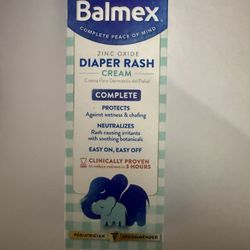 Balmex
COMPLETE PEACE OF MIND
ZINC OXIDE
DIAPER RASH
CREAM
Crema Para Dermatitis del Pañal
COMPLETE
PROTECTS
Against wetness & chafing
NEUTRALIZES
Rash causing irritants
with soothing botanicals
EASY ON, EASY OFF
CLINICALLY PROVEN
to reduce redness in 3 HOURS
PEDIATRICIAN RECOMMENDED